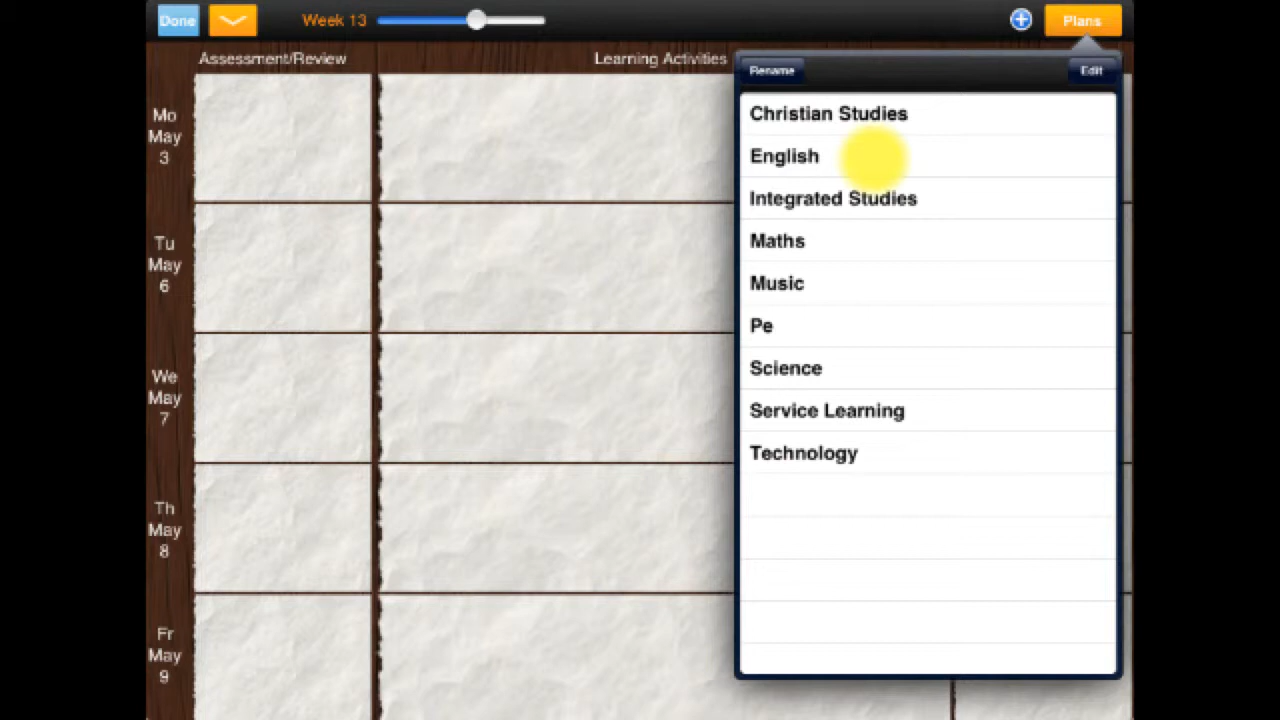 Done
Week 13
Plans
Assessment/Review
Learning Activities
Rename
Edit
Christian Studies
English
Integrated Studies
Maths
Music
Pe
Science
Service Learning
Technology
Mo
May
3
Tu
May
6
We
May
7
Th
May
8
Fr
May
9